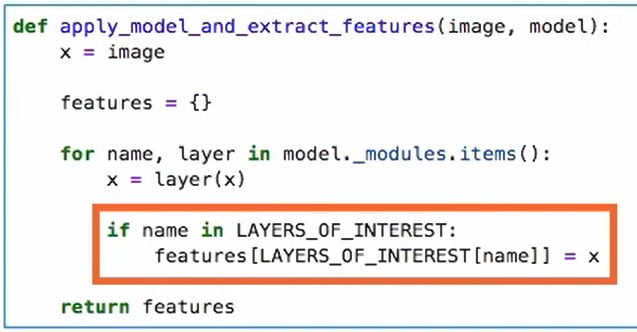 def apply_model_and_extract_features(image, model):
    x = image
    features = {}
    for name, layer in model._modules.items():
        x = layer(x)
        if name in LAYERS_OF_INTEREST:
            features[LAYERS_OF_INTEREST[name]] = x
    return features